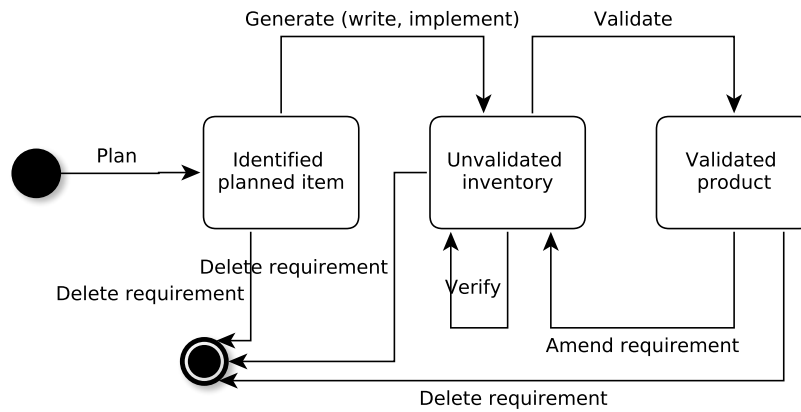 Generate (write, implement)
Validate
Plan
Identified
planned item
Unvalidated
inventory
Validated
product
Delete requirement
Delete requirement
Verify
Amend requirement
Delete requirement